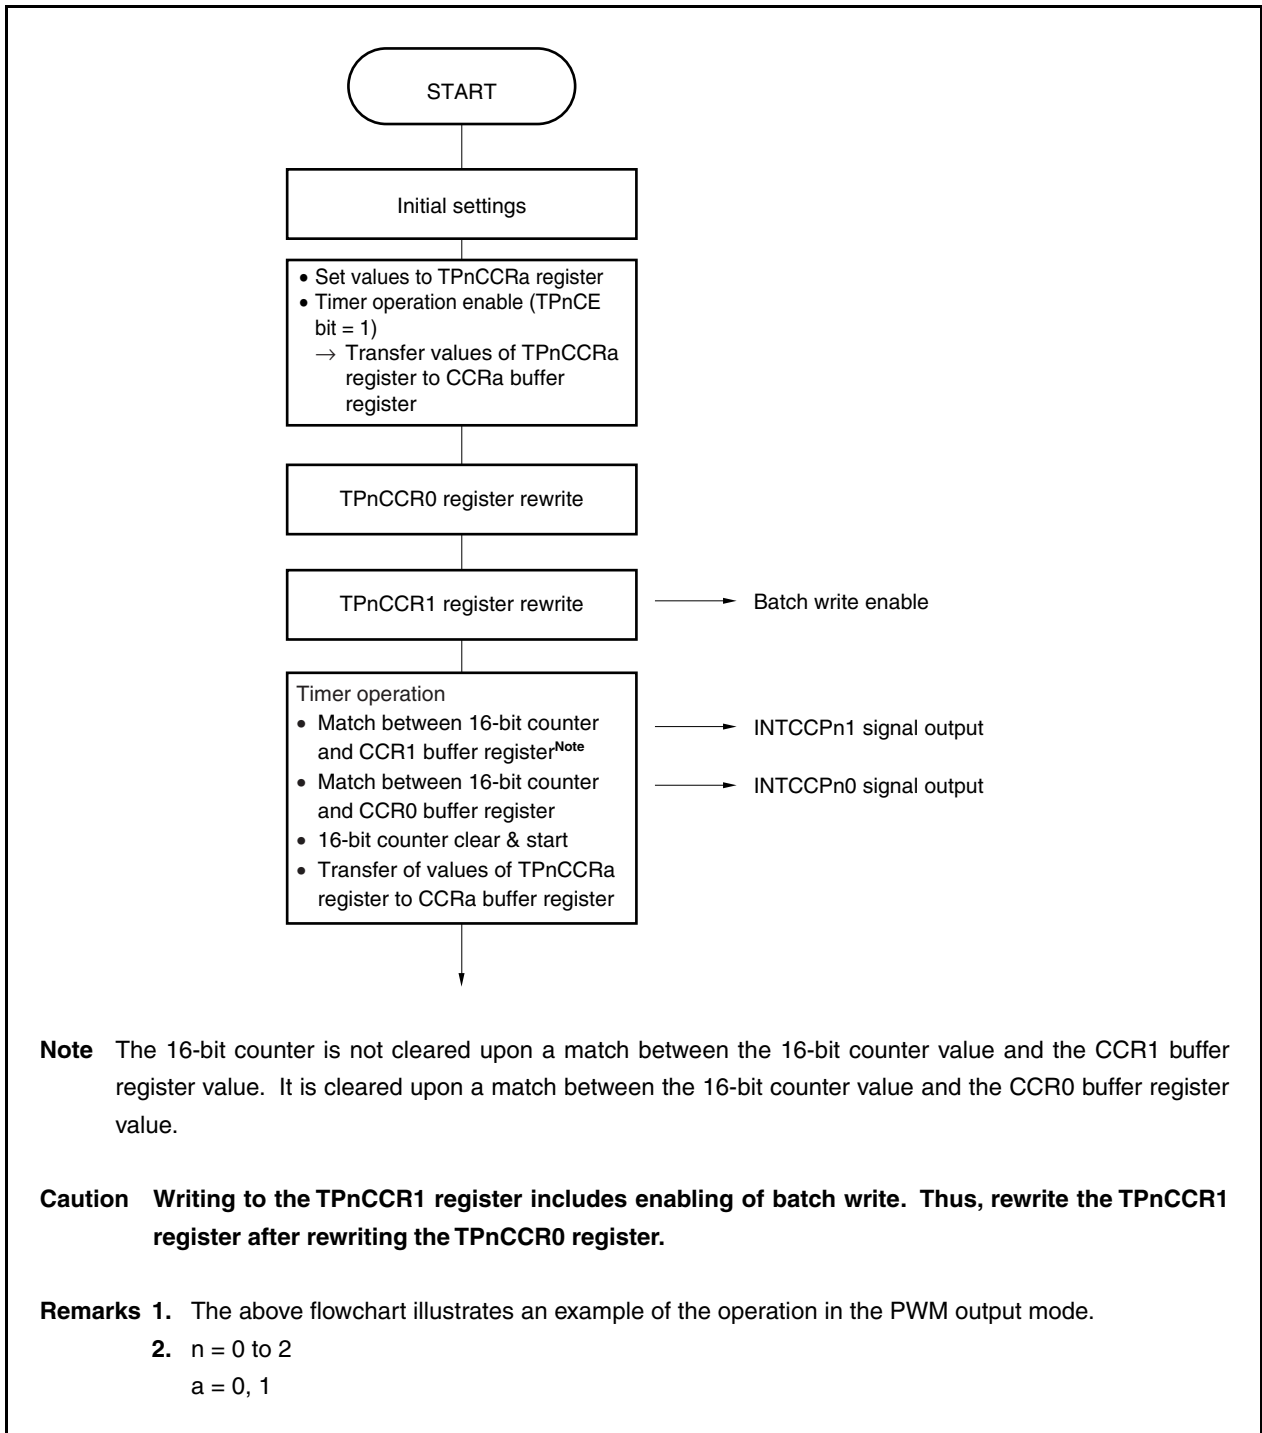 START
Initial settings
• Set values to TPnCCRa register
• Timer operation enable (TPnCE
bit = 1)
→ Transfer values of TPnCCRa
register to CCRa buffer
register
TPnCCR0 register rewrite
TPnCCR1 register rewrite
Batch write enable
Timer operation
• Match between 16-bit counter
and CCR1 buffer registerNote
INTCCPn1 signal output
• Match between 16-bit counter
and CCR0 buffer register
INTCCPn0 signal output
• 16-bit counter clear & start
• Transfer of values of TPnCCRa
register to CCRa buffer register
Note The 16-bit counter is not cleared upon a match between the 16-bit counter value and the CCR1 buffer
register value. It is cleared upon a match between the 16-bit counter value and the CCR0 buffer register
value.
Caution Writing to the TPnCCR1 register includes enabling of batch write. Thus, rewrite the TPnCCR1
register after rewriting the TPnCCR0 register.
Remarks 1. The above flowchart illustrates an example of the operation in the PWM output mode.
2. n = 0 to 2
a = 0, 1